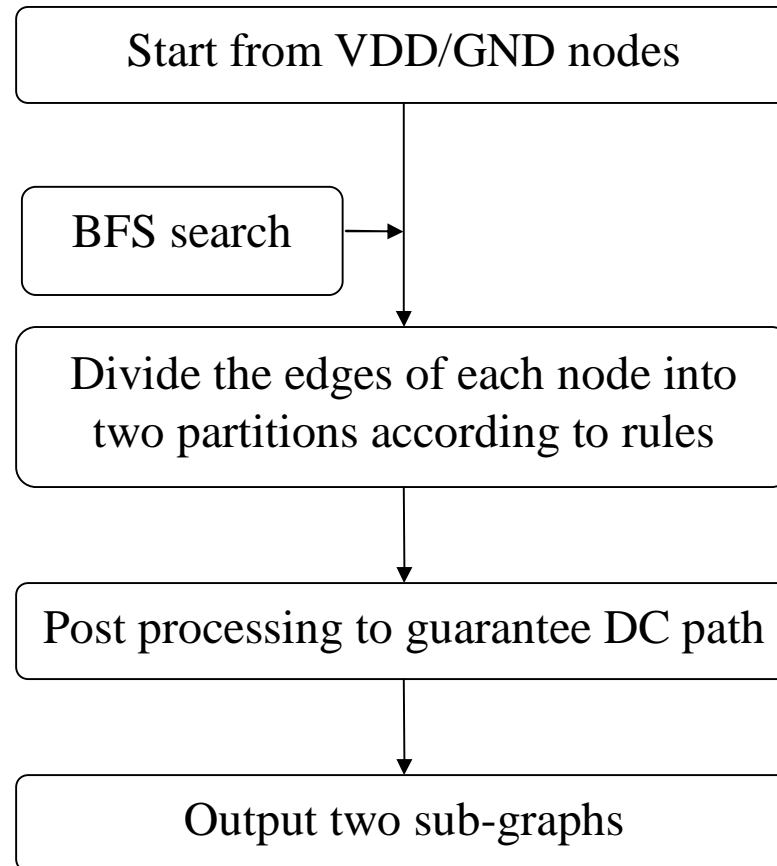 Start from VDD/GND nodes
BFS search
Divide the edges of each node into
two partitions according to rules
Post processing to guarantee DC path
Output two sub-graphs